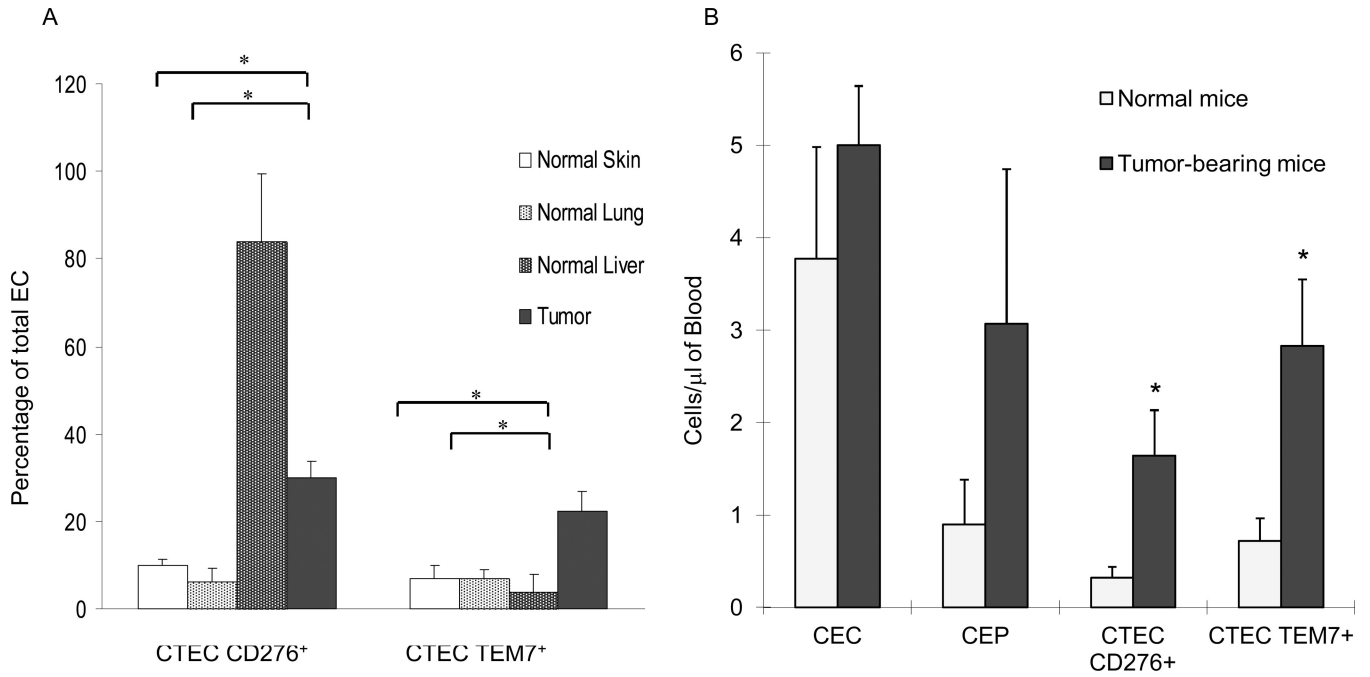 A
Percentage of total EC
120
100
80
60
40
20
0
*
*
*
*
Normal Skin
Normal Lung
Normal Liver
Tumor
CTEC CD276⁺
CTEC TEM7⁺
B
Cells/µl of Blood
6
5
4
3
2
1
0
Normal mice
Tumor-bearing mice
*
*
CEC
CEP
CTEC
CD276+
CTEC TEM7+